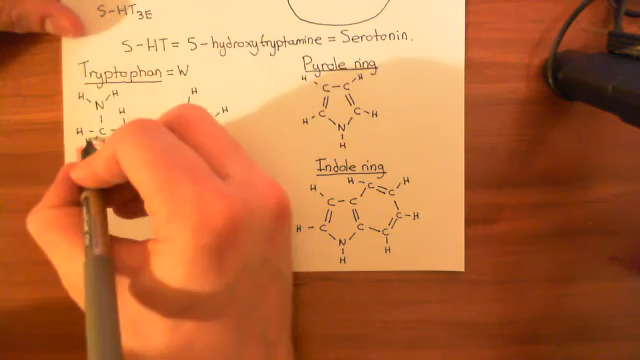 5-HT3E
5-HT = 5-hydroxytryptamine = Serotonin.
Tryptophan = W
H H
N
H
H - C
H
H
Pyrole ring
H H
C - C
H C C H
N
H
Indole ring
H H C C H
C - C
H - C C C - H
N C
H H